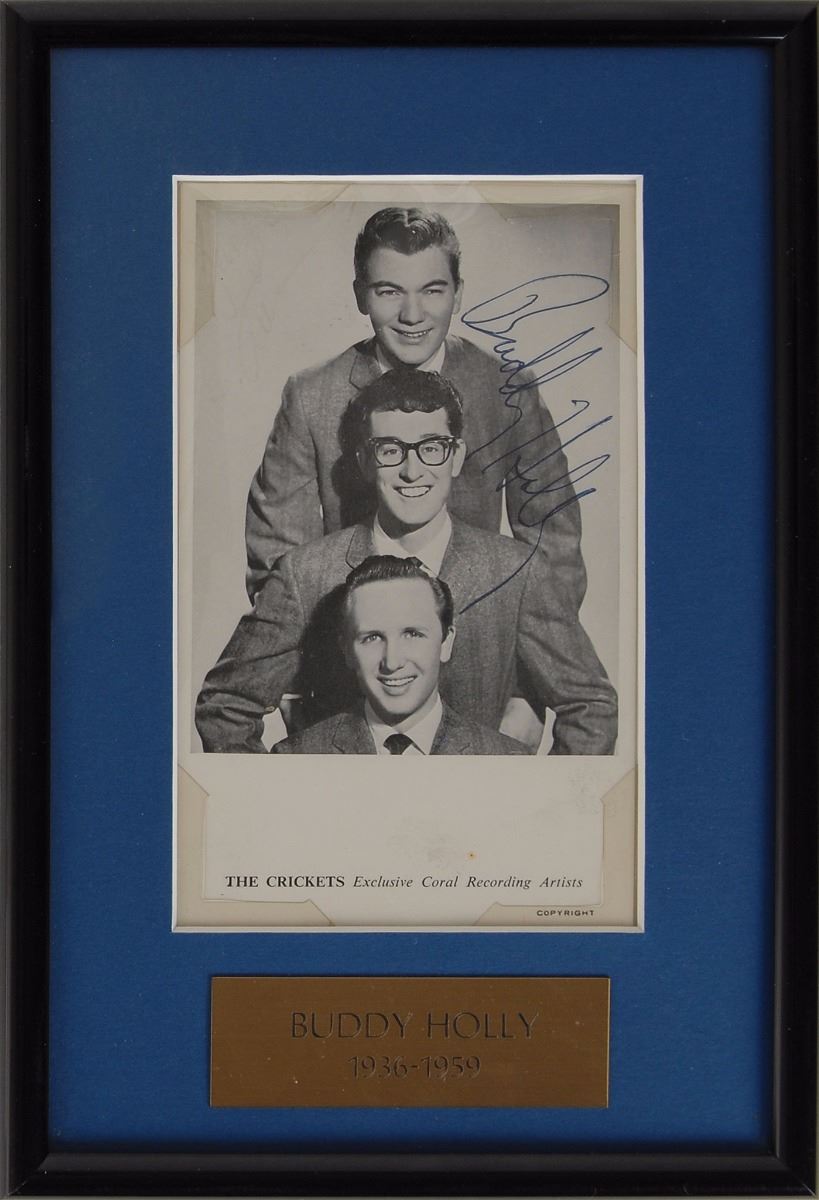 Buddy Holly
THE CRICKETS Exclusive Coral Recording Artists
COPYRIGHT
BUDDY HOLLY
1936-1959